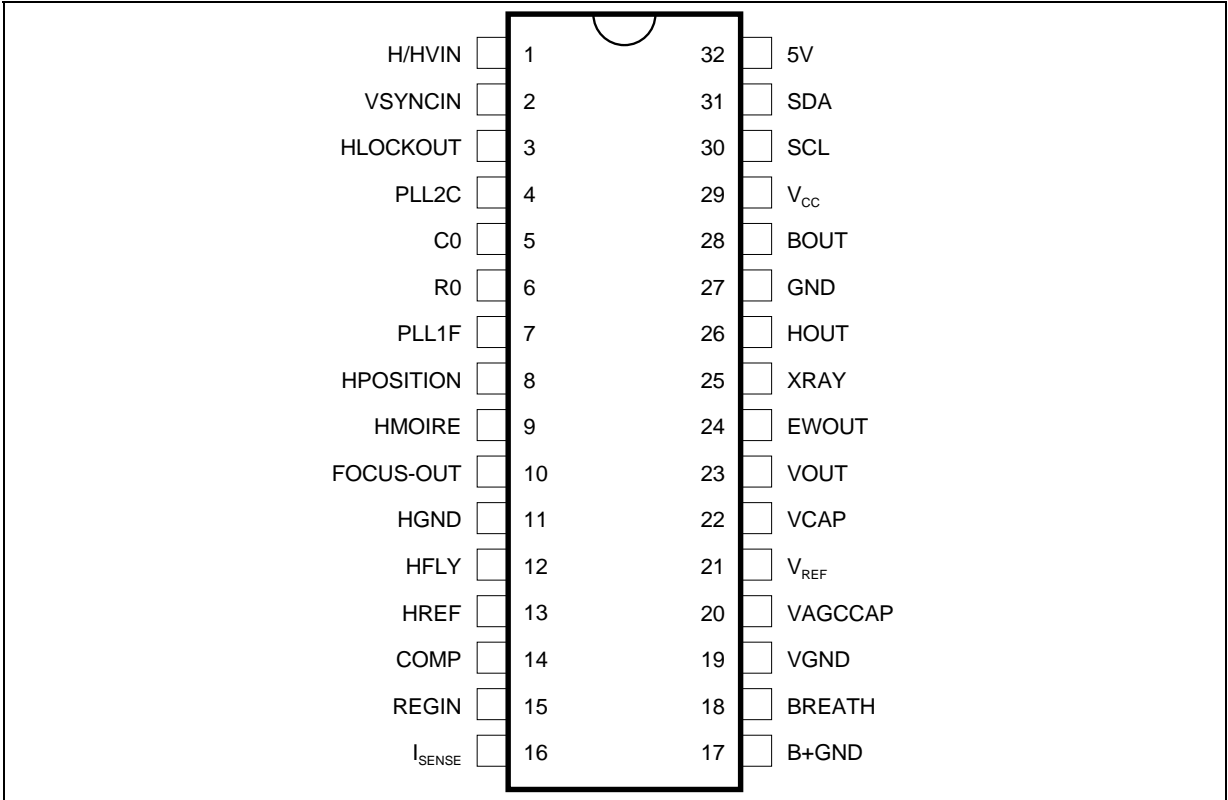 H/HVIN 1 32 5V
VSYNCIN 2 31 SDA
HLOCKOUT 3 30 SCL
PLL2C 4 29 VCC
C0 5 28 BOUT
R0 6 27 GND
PLL1F 7 26 HOUT
HPOSITION 8 25 XRAY
HMOIRE 9 24 EWOUT
FOCUS-OUT 10 23 VOUT
HGND 11 22 VCAP
HFLY 12 21 VREF
HREF 13 20 VAGCCAP
COMP 14 19 VGND
REGIN 15 18 BREATH
ISENSE 16 17 B+GND